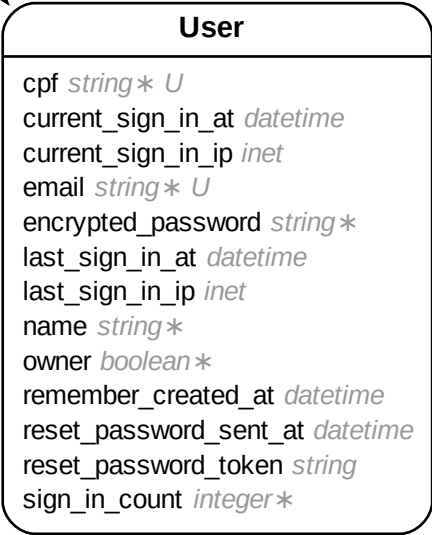 User
cpf string∗ U
current_sign_in_at datetime
current_sign_in_ip inet
email string∗ U
encrypted_password string∗
last_sign_in_at datetime
last_sign_in_ip inet
name string∗
owner boolean∗
remember_created_at datetime
reset_password_sent_at datetime
reset_password_token string
sign_in_count integer∗